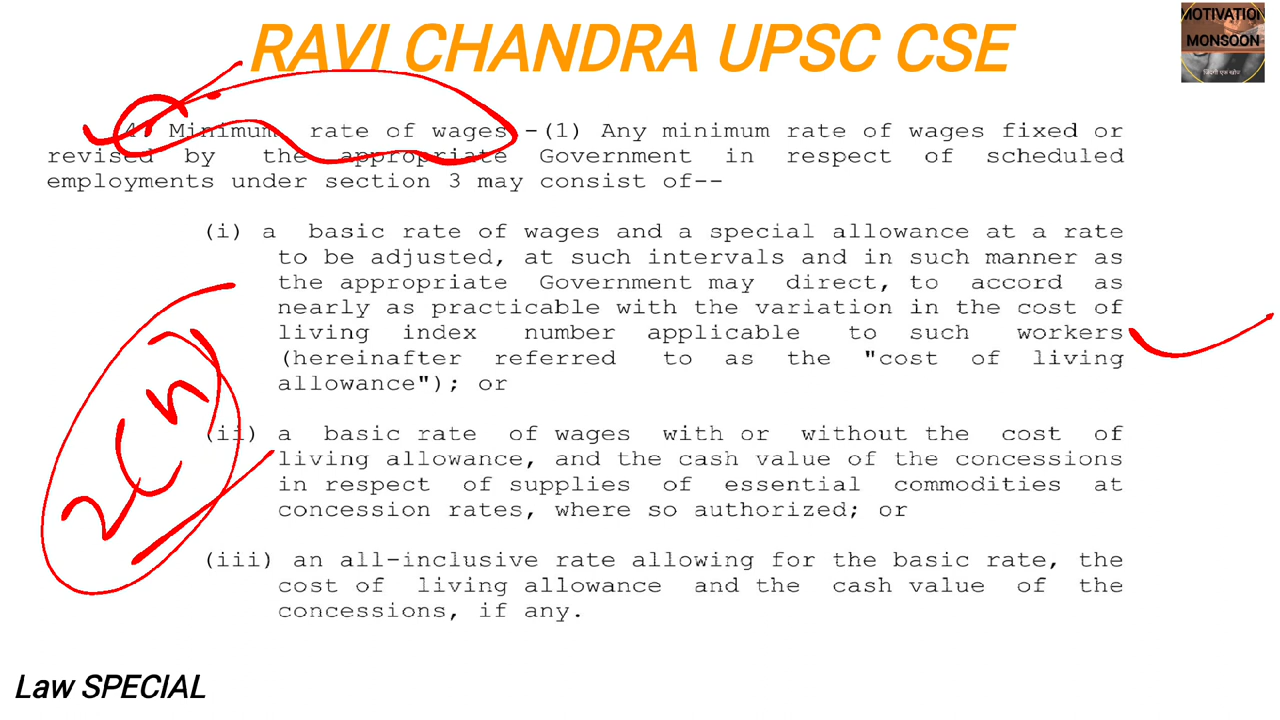 RAVI CHANDRA UPSC CSE
MOTIVATION
MONSOON
जिंदगी एक खोज
4. Minimum rate of wages -(1) Any minimum rate of wages fixed or
revised by the appropriate Government in respect of scheduled
employments under section 3 may consist of--
(i) a basic rate of wages and a special allowance at a rate
to be adjusted, at such intervals and in such manner as
the appropriate Government may direct, to accord as
nearly as practicable with the variation in the cost of
living index number applicable to such workers
(hereinafter referred to as the "cost of living
allowance"); or
(ii) a basic rate of wages with or without the cost of
living allowance, and the cash value of the concessions
in respect of supplies of essential commodities at
concession rates, where so authorized; or
(iii) an all-inclusive rate allowing for the basic rate, the
cost of living allowance and the cash value of the
concessions, if any.
2(h)
Law SPECIAL